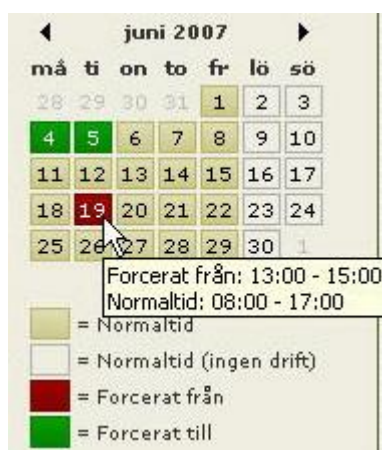 juni 2007
må ti on to fr lö sö
28 29 30 31 1 2 3
4 5 6 7 8 9 10
11 12 13 14 15 16 17
18 19 20 21 22 23 24
25 26 27 28 29 30 1
Forcerat från: 13:00 - 15:00
Normaltid: 08:00 - 17:00
= Normaltid
= Normaltid (ingen drift)
= Forcerat från
= Forcerat till